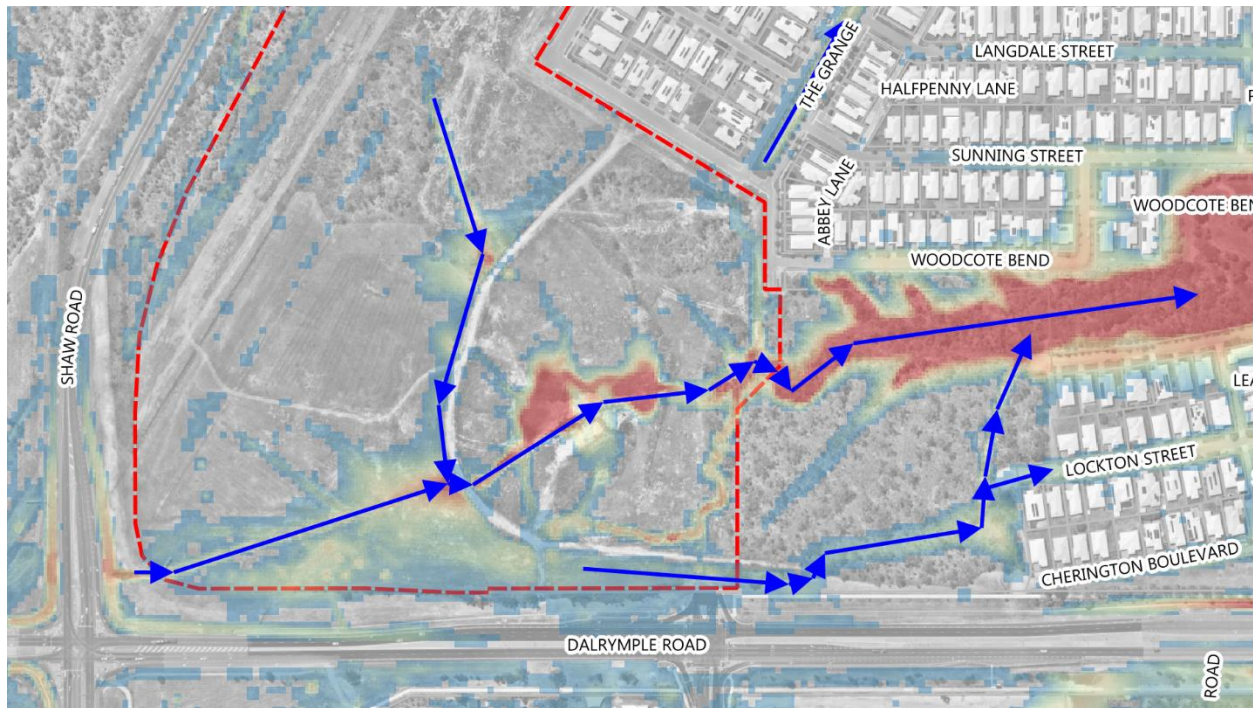 LANGDALE STREET
THE GRANGE
HALFPENNY LANE
SUNNING STREET
ABBEY LANE
WOODCOTE BEN
WOODCOTE BEND
SHAW ROAD
LEA
LOCKTON STREET
CHERINGTON BOULEVARD
DALRYMPLE ROAD
ROAD